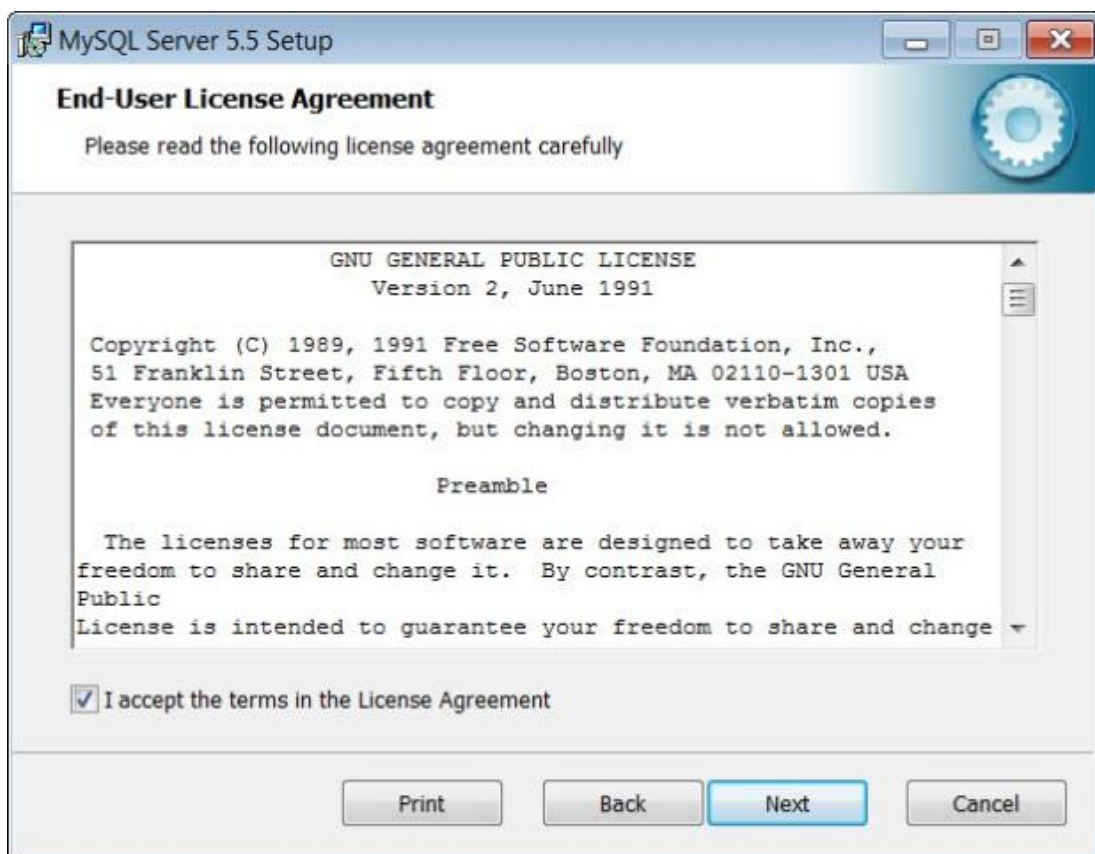 MySQL Server 5.5 Setup
End-User License Agreement
Please read the following license agreement carefully
GNU GENERAL PUBLIC LICENSE
Version 2, June 1991
Copyright (C) 1989, 1991 Free Software Foundation, Inc.,
51 Franklin Street, Fifth Floor, Boston, MA 02110-1301 USA
Everyone is permitted to copy and distribute verbatim copies
of this license document, but changing it is not allowed.
Preamble
The licenses for most software are designed to take away your
freedom to share and change it.  By contrast, the GNU General
Public
License is intended to guarantee your freedom to share and change
I accept the terms in the License Agreement
Print Back Next Cancel